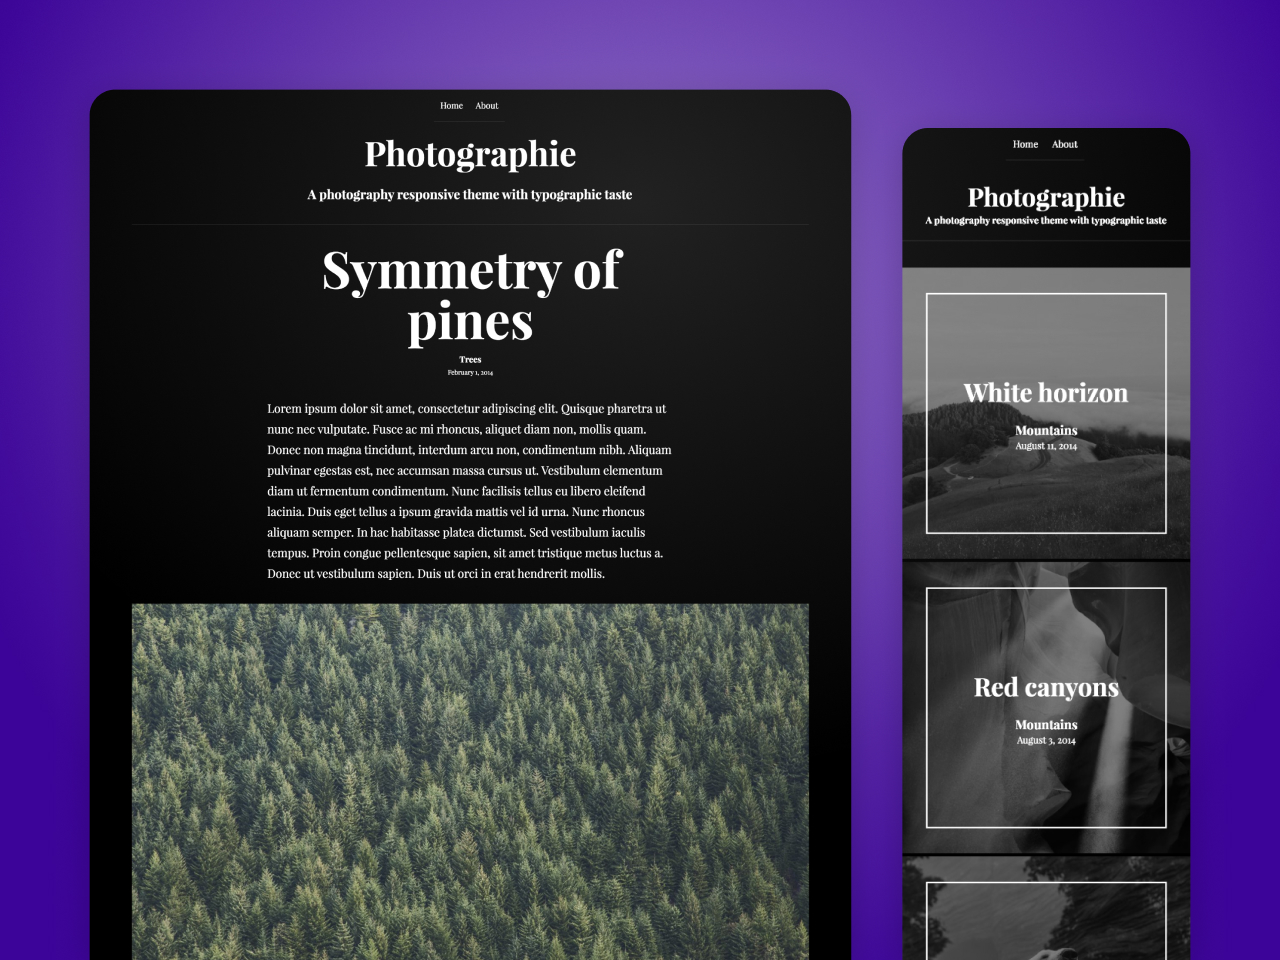 Home About
Photographie
A photography responsive theme with typographic taste
Symmetry of
pines
Trees
February 1, 2014
Lorem ipsum dolor sit amet, consectetur adipiscing elit. Quisque pharetra ut
nunc nec vulputate. Fusce ac mi rhoncus, aliquet diam non, mollis quam.
Donec non magna tincidunt, interdum arcu non, condimentum nibh. Aliquam
pulvinar egestas est, nec accumsan massa cursus ut. Vestibulum elementum
diam ut fermentum condimentum. Nunc facilisis tellus eu libero eleifend
lacinia. Duis eget tellus a ipsum gravida mattis vel id urna. Nunc rhoncus
aliquam semper. In hac habitasse platea dictumst. Sed vestibulum iaculis
tempus. Proin congue pellentesque sapien, sit amet tristique metus luctus a.
Donec ut vestibulum sapien. Duis ut orci in erat hendrerit mollis.
Home About
Photographie
A photography responsive theme with typographic taste
White horizon
Mountains
August 11, 2014
Red canyons
Mountains
August 3, 2014